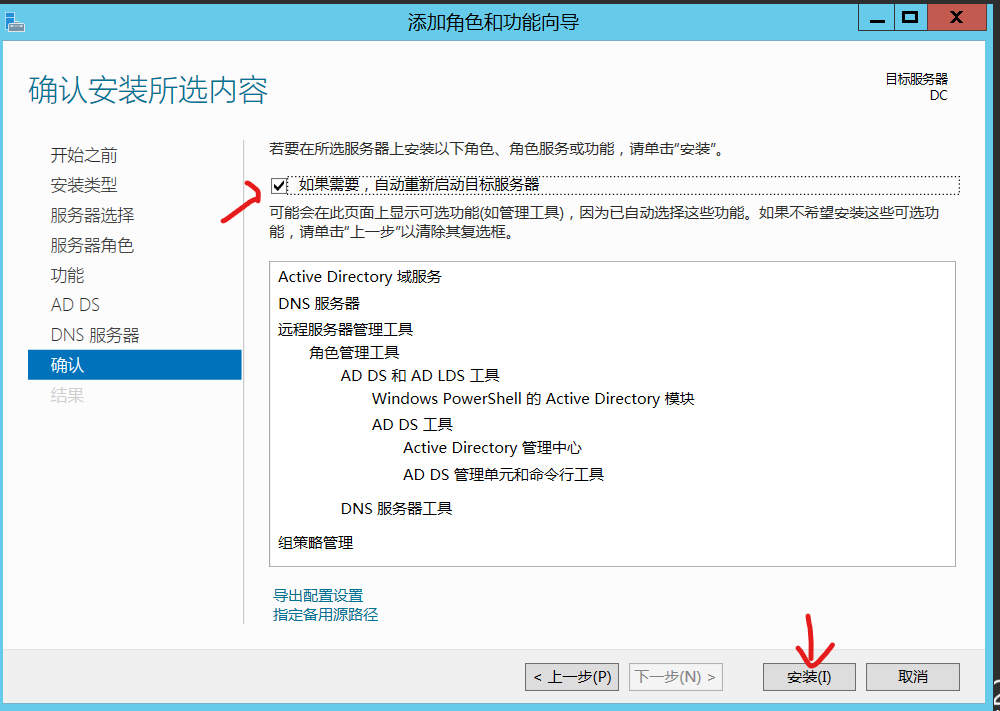 添加角色和功能向导
确认安装所选内容
目标服务器
DC
开始之前
安装类型
服务器选择
服务器角色
功能
AD DS
DNS 服务器
确认
结果
若要在所选服务器上安装以下角色、角色服务或功能，请单击“安装”。
如果需要，自动重新启动目标服务器
可能会在此页面上显示可选功能(如管理工具)，因为已自动选择这些功能。如果不希望安装这些可选功
能，请单击“上一步”以清除其复选框。
Active Directory 域服务
DNS 服务器
远程服务器管理工具
角色管理工具
AD DS 和 AD LDS 工具
Windows PowerShell 的 Active Directory 模块
AD DS 工具
Active Directory 管理中心
AD DS 管理单元和命令行工具
DNS 服务器工具
组策略管理
导出配置设置
指定备用源路径
< 上一步(P)
下一步(N) >
安装(I)
取消